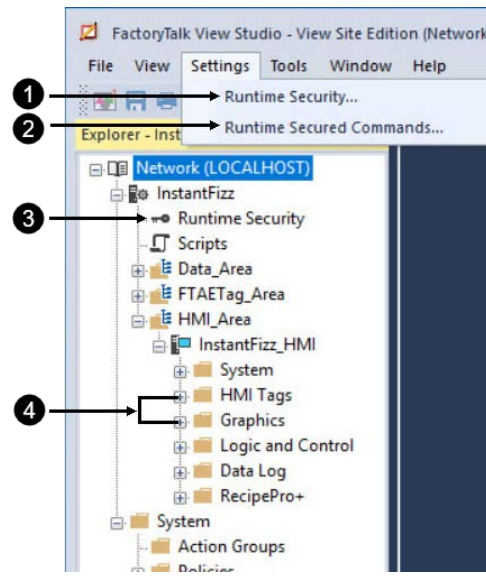 FactoryTalk View Studio - View Site Edition (Network
File View Settings Tools Window Help
1 Runtime Security...
2 Runtime Secured Commands...
Explorer - Inst
Network (LOCALHOST)
InstantFizz
3 Runtime Security
Scripts
Data_Area
FTAETag_Area
HMI_Area
InstantFizz_HMI
System
HMI Tags
4
Graphics
Logic and Control
Data Log
RecipePro+
System
Action Groups
Policies